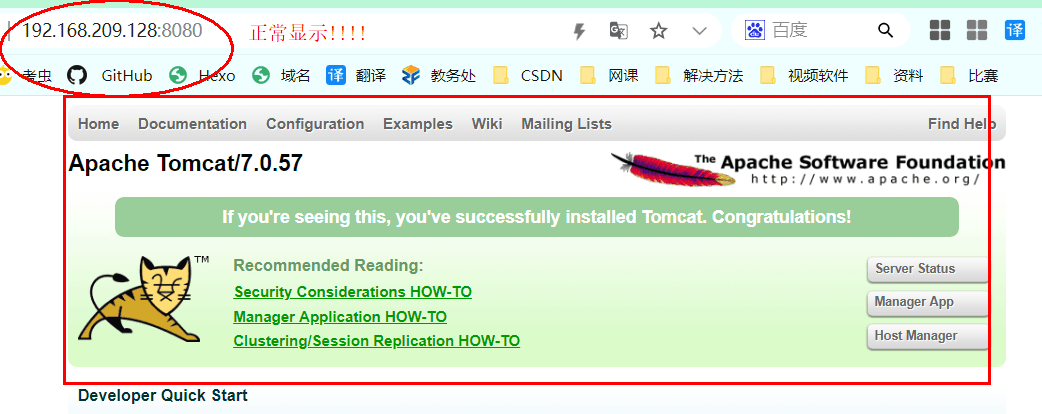 192.168.209.128:8080 正常显示!!!! 百度 译
考虫 GitHub Hexo 域名 译 翻译 教务处 CSDN 网课 解决方法 视频软件 资料 比赛
Home Documentation Configuration Examples Wiki Mailing Lists Find Help
Apache Tomcat/7.0.57
The Apache Software Foundation
http://www.apache.org/
If you're seeing this, you've successfully installed Tomcat. Congratulations!
TM
Recommended Reading:
Security Considerations HOW-TO
Manager Application HOW-TO
Clustering/Session Replication HOW-TO
Server Status
Manager App
Host Manager
Developer Quick Start